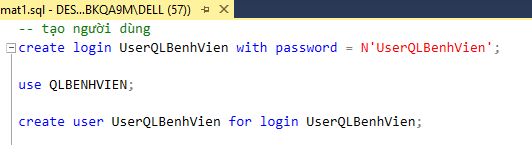 mat1.sql - DES...BKQA9M\DELL (57))
-- tạo người dùng
create login UserQLBenhVien with password = N'UserQLBenhVien';
use QLBENHVIEN;
create user UserQLBenhVien for login UserQLBenhVien;